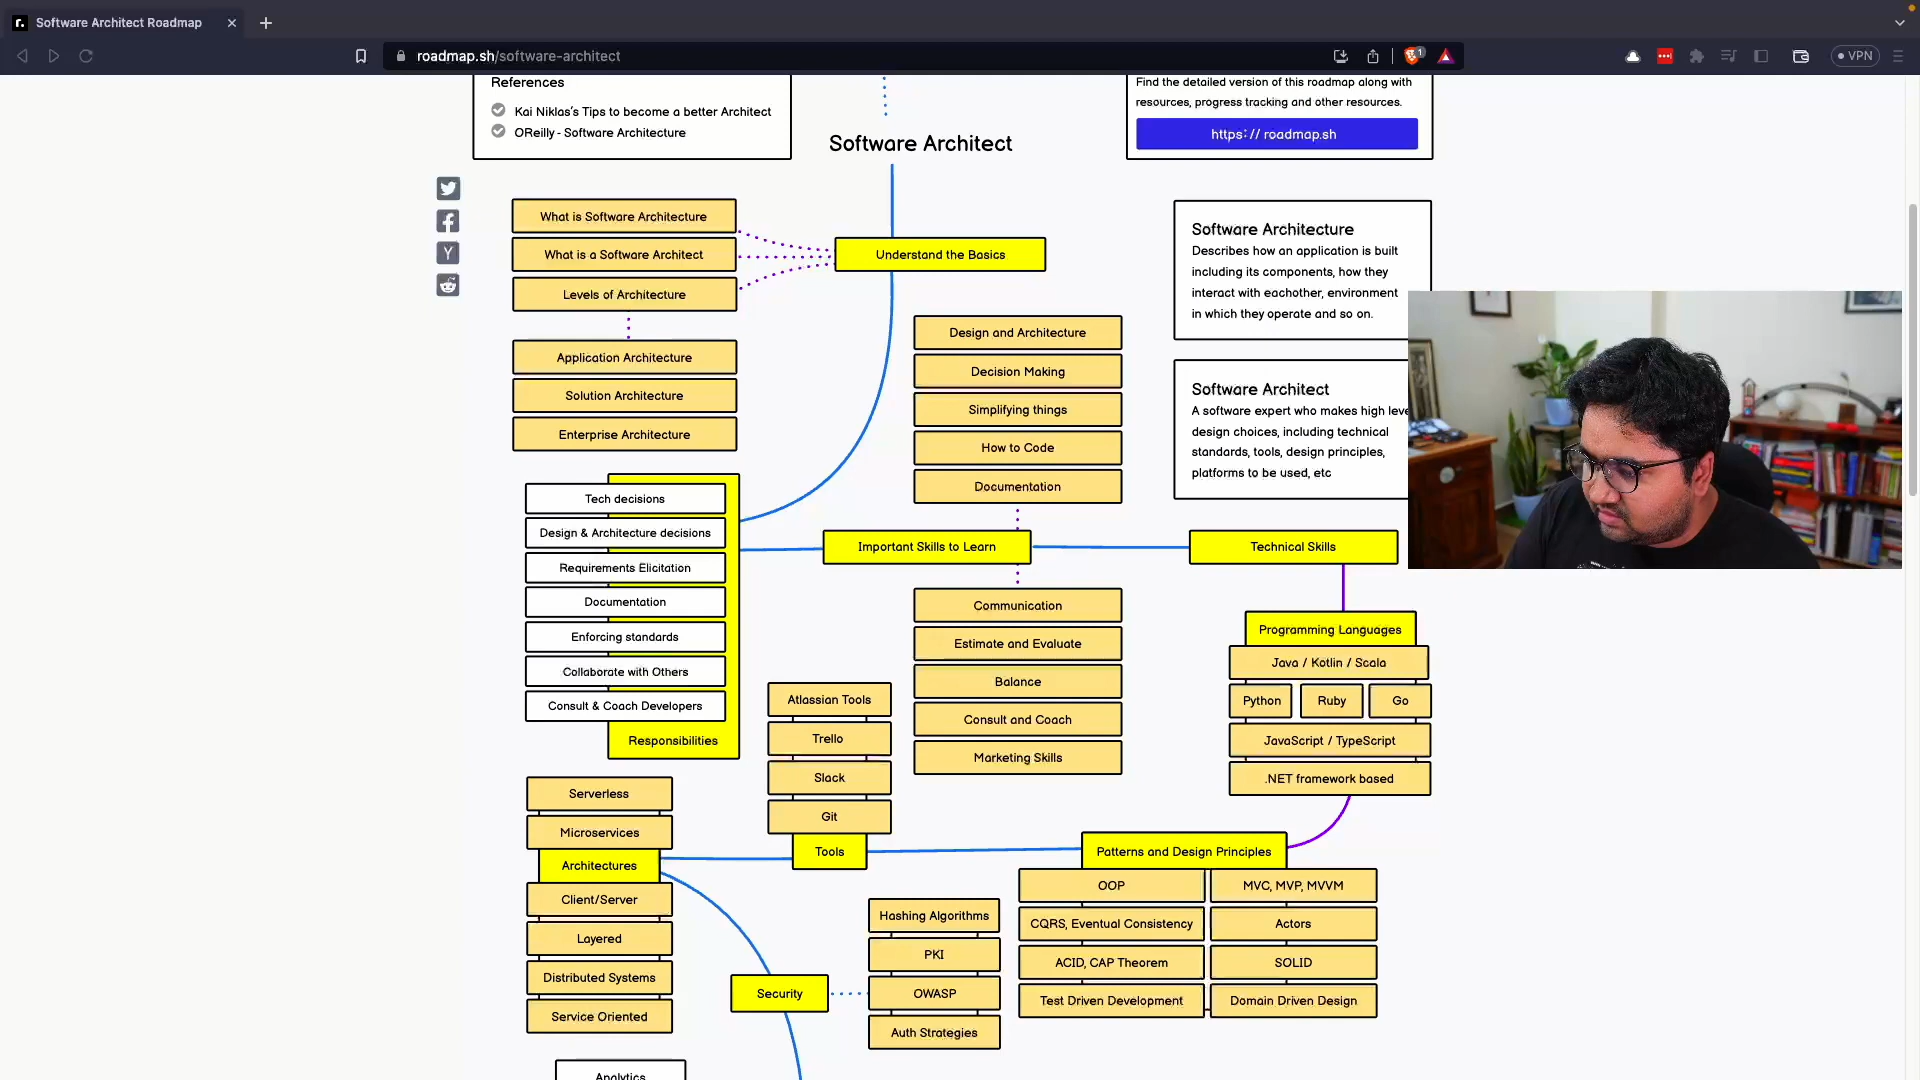 Software Architect Roadmap
roadmap.sh/software-architect
1
VPN
References
Kai Niklas's Tips to become a better Architect
OReilly - Software Architecture
Find the detailed version of this roadmap along with
resources, progress tracking and other resources.
https: // roadmap.sh
Software Architect
What is Software Architecture
What is a Software Architect
Levels of Architecture
Understand the Basics
Application Architecture
Solution Architecture
Enterprise Architecture
Software Architecture
Describes how an application is built
including its components, how they
interact with eachother, environment
in which they operate and so on.
Design and Architecture
Decision Making
Simplifying things
How to Code
Documentation
Software Architect
A software expert who makes high leve
design choices, including technical
standards, tools, design principles,
platforms to be used, etc
Tech decisions
Design & Architecture decisions
Requirements Elicitation
Documentation
Enforcing standards
Collaborate with Others
Consult & Coach Developers
Responsibilities
Important Skills to Learn
Technical Skills
Communication
Estimate and Evaluate
Balance
Consult and Coach
Marketing Skills
Programming Languages
Java / Kotlin / Scala
Python
Ruby
Go
JavaScript / TypeScript
.NET framework based
Atlassian Tools
Trello
Slack
Git
Tools
Patterns and Design Principles
OOP
MVC, MVP, MVVM
CQRS, Eventual Consistency
Actors
ACID, CAP Theorem
SOLID
Test Driven Development
Domain Driven Design
Serverless
Microservices
Architectures
Client/Server
Layered
Distributed Systems
Service Oriented
Security
Hashing Algorithms
PKI
OWASP
Auth Strategies
Analytics